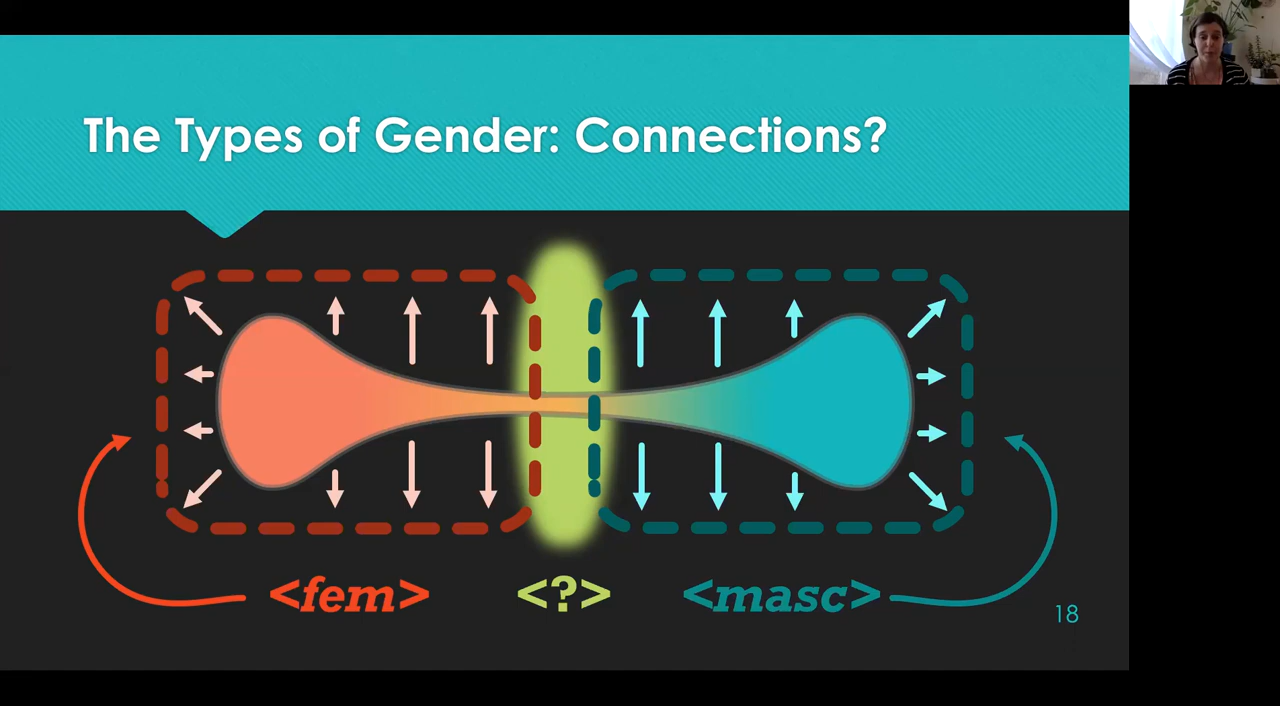 The Types of Gender: Connections?
<fem> <?> <masc>
18